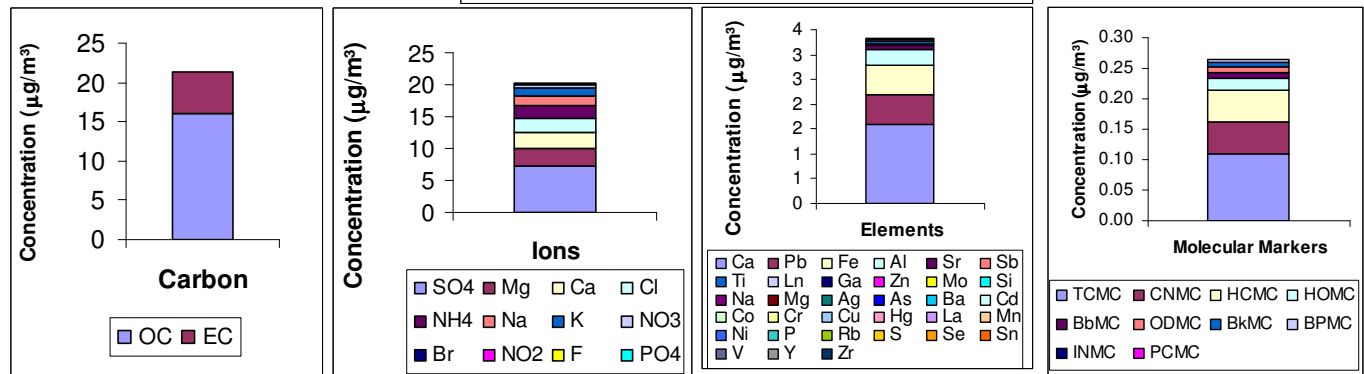 Concentration (µg/m³)
25
20
15
10
5
0
Carbon
OC EC
Concentration (µg/m³)
25
20
15
10
5
0
Ions
SO4 Mg Ca Cl
NH4 Na K NO3
Br NO2 F PO4
Concentration (µg/m³)
4
3
3
2
2
1
1
0
Elements
Ca Pb Fe Al Sr Sb
Ti Ln Ga Zn Mo Si
Na Mg Ag As Ba Cd
Co Cr Cu Hg La Mn
Ni P Rb S Se Sn
V Y Zr
Concentration (µg/m³)
0.30
0.25
0.20
0.15
0.10
0.05
0.00
Molecular Markers
TCMC CNMC HCMC HOMC
BbMC ODMC BkMC BPMC
INMC PCMC